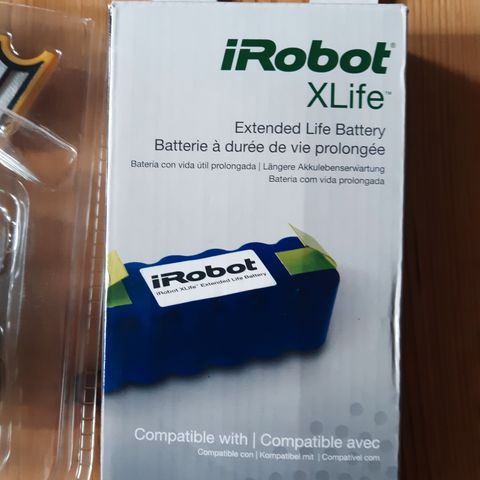 iRobot®
XLife™
Extended Life Battery
Batterie à durée de vie prolongée
Bateria con vida útil prolongada | Längere Akkulebenserwartung
Bateria com vida prolongada
iRobot
iRobot XLife™ Extended Life Battery
Compatible with | Compatible avec
Compatible con | Kompatibel mit | Compatível com